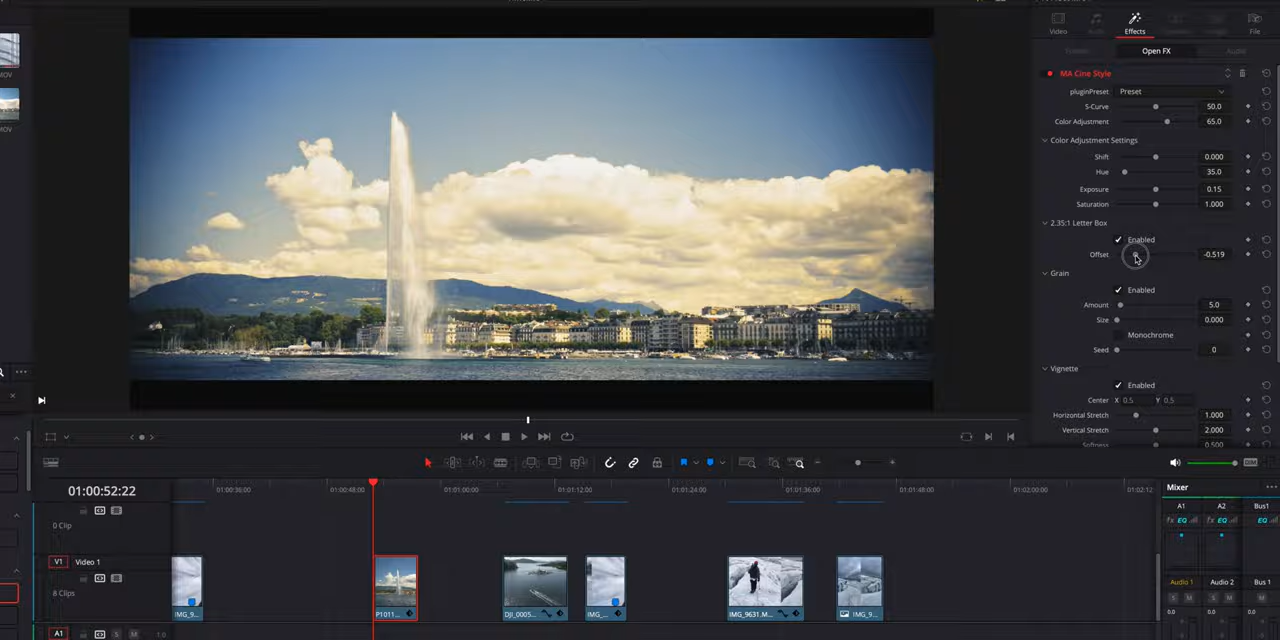 Video
Effects
File
Open FX
Audio
MOV
MOV
MA Cine Style
pluginPreset Preset
S-Curve 50.0
Color Adjustment 65.0
Color Adjustment Settings
Shift 0.000
Hue 35.0
Exposure 0.15
Saturation 1.000
2.35:1 Letter Box
Enabled
Offset -0.519
Grain
Enabled
Amount 5.0
Size 0.000
Monochrome
Seed 0
Vignette
Enabled
Center X 0.5 Y 0.5
Horizontal Stretch 1.000
Vertical Stretch 2.000
Softness 0.500
DIM
01:00:52:22
01:00:36:00
01:00:48:00
01:01:00:00
01:01:12:00
01:01:24:00
01:01:36:00
01:01:48:00
01:02:00:00
01:02:12
Mixer
A1 A2 Bus1
fx EQ fx EQ EQ
0 Clip
V1 Video 1
8 Clips
IMG_9...
P1011...
DJI_0005...
IMG_...
IMG_9631.M...
IMG_9...
Audio 1 Audio 2 Bus 1
S M S M M
0.0 0.0 0.0
A1 S M 1.0